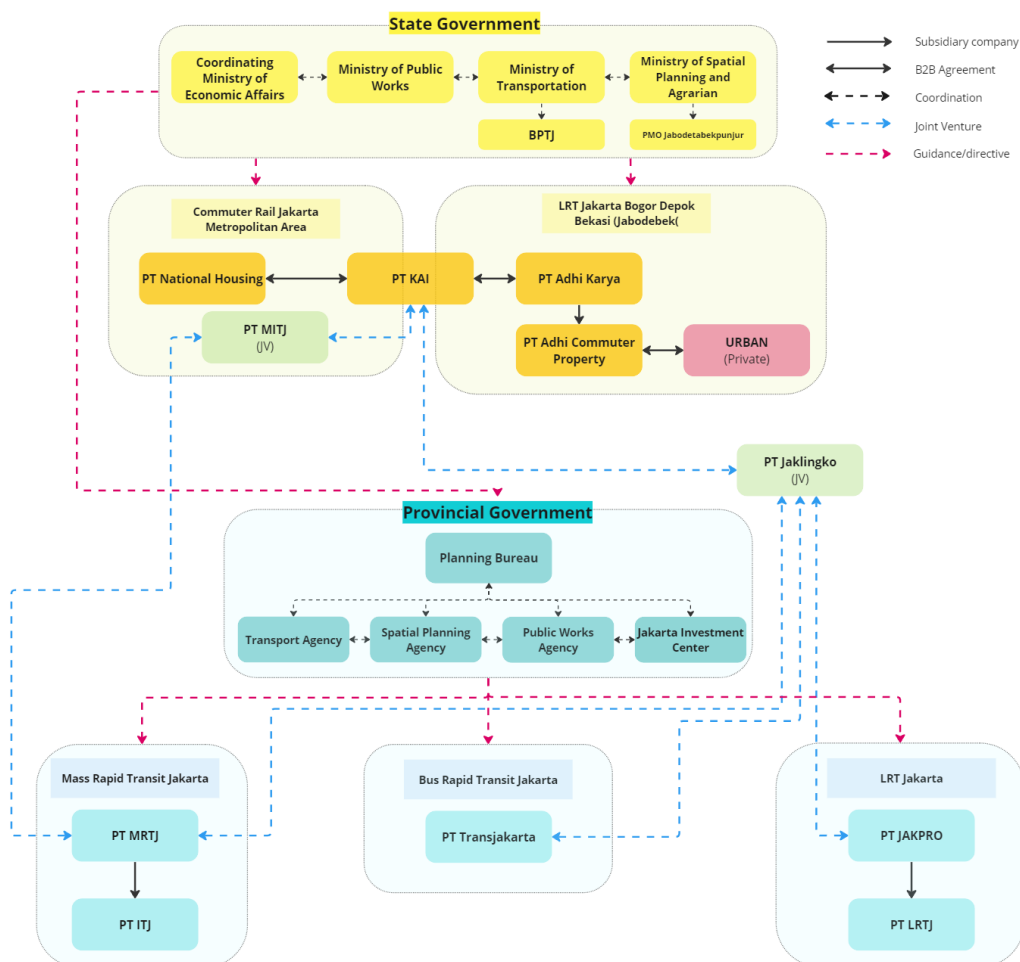 State Government
Coordinating
Ministry of
Economic Affairs
Ministry of Public
Works
Ministry of
Transportation
Ministry of Spatial
Planning and
Agrarian
BPTJ
PMO Jabodetabekpunjur
Subsidiary company
B2B Agreement
Coordination
Joint Venture
Guidance/directive
Commuter Rail Jakarta
Metropolitan Area
LRT Jakarta Bogor Depok
Bekasi (Jabodebek(
PT National Housing
PT KAI
PT Adhi Karya
PT MITJ
(JV)
PT Adhi Commuter
Property
URBAN
(Private)
PT Jaklingko
(JV)
Provincial Government
Planning Bureau
Transport Agency
Spatial Planning
Agency
Public Works
Agency
Jakarta Investment
Center
Mass Rapid Transit Jakarta
Bus Rapid Transit Jakarta
LRT Jakarta
PT MRTJ
PT Transjakarta
PT JAKPRO
PT ITJ
PT LRTJ